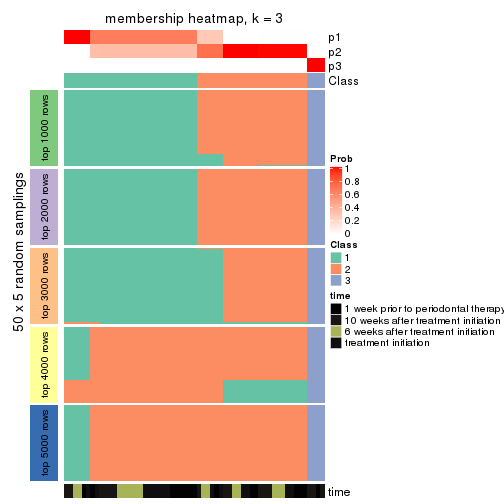 membership heatmap, k = 3
p1
p2
p3
Class
50 x 5 random samplings
top 1000 rows
top 2000 rows
top 3000 rows
top 4000 rows
top 5000 rows
Prob
1
0.8
0.6
0.4
0.2
0
Class
1
2
3
time
1 week prior to periodontal therapy
10 weeks after treatment initiation
6 weeks after treatment initiation
treatment initiation
time